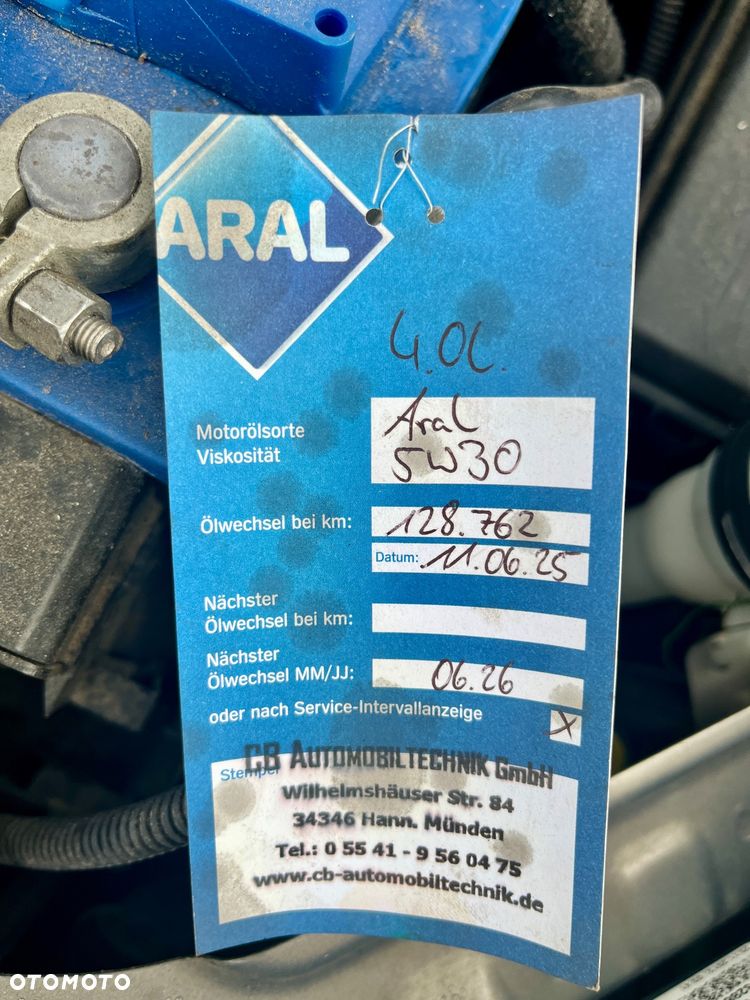 ARAL
4.0l.
Motorölsorte
Viskosität
Aral
5W30
Ölwechsel bei km:
128.762
Datum: 11.06.25
Nächster
Ölwechsel bei km:
Nächster
Ölwechsel MM/JJ:
06.26
oder nach Service-Intervallanzeige
X
Stempel
CB AUTOMOBILTECHNIK GmbH
Wilhelmshäuser Str. 84
34346 Hann. Münden
Tel.: 0 55 41 - 9 56 04 75
www.cb-automobiltechnik.de
OTOMOTO